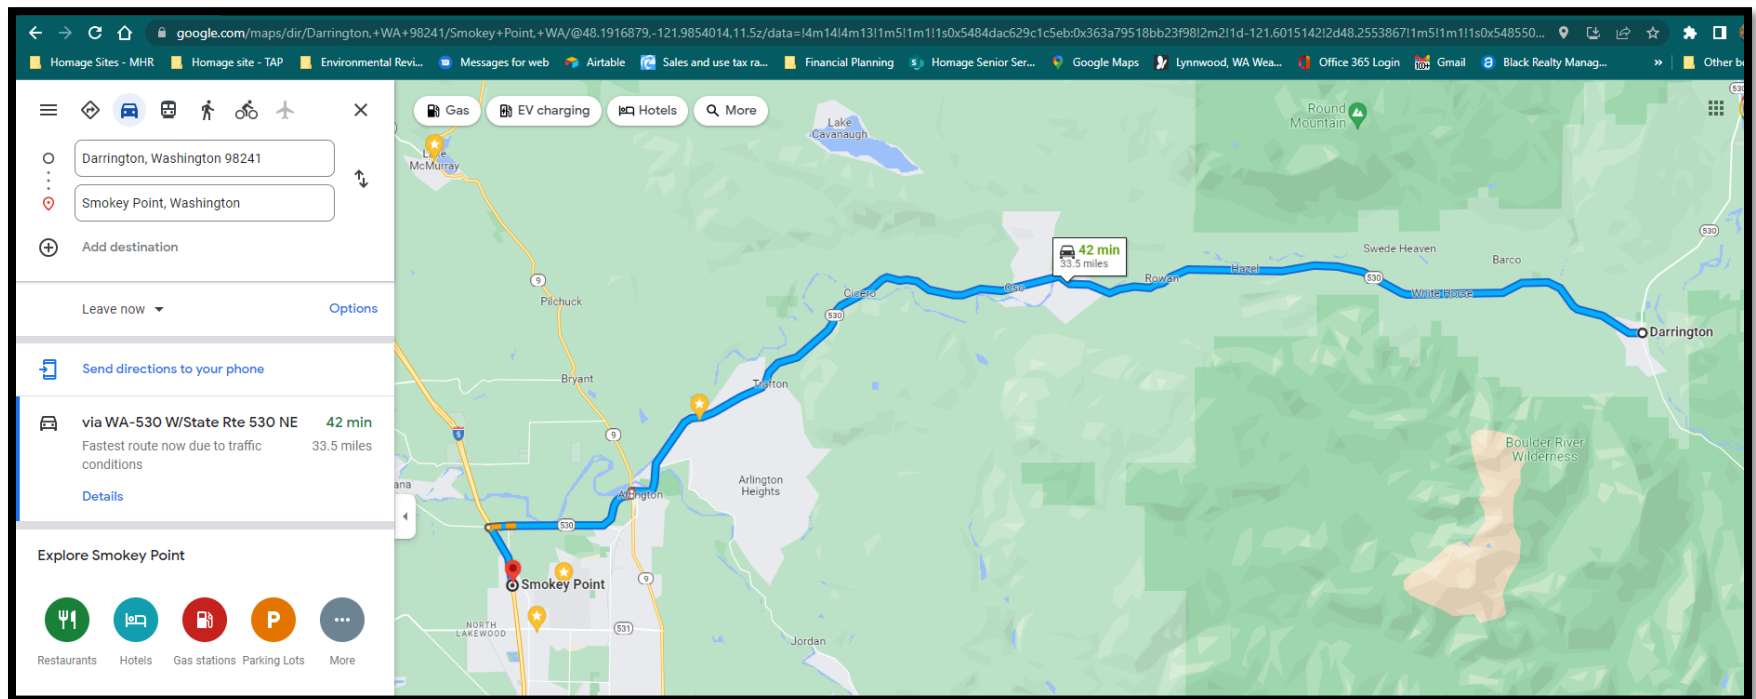 google.com/maps/dir/Darrington,+WA+98241/Smokey+Point,+WA/@48.1916879,-121.9854014,11.5z/data=!4m14!4m13!1m5!1m1!1s0x5484dac629c1c5eb:0x363a79518bb23f98!2m2!1d-121.6015142!2d48.2553867!1m5!1m1!1s0x548550...
Homage Sites - MHR
Homage site - TAP
Environmental Revi...
Messages for web
Airtable
Sales and use tax ra...
Financial Planning
Homage Senior Ser...
Google Maps
Lynnwood, WA Wea...
Office 365 Login
Gmail
Black Realty Manag...
»
Other bo
Darrington, Washington 98241
Smokey Point, Washington
Add destination
Leave now
Options
Send directions to your phone
via WA-530 W/State Rte 530 NE
42 min
Fastest route now due to traffic
33.5 miles
conditions
Details
Explore Smokey Point
Restaurants
Hotels
Gas stations
Parking Lots
More
Gas
EV charging
Hotels
More
Lake
Cavanaugh
Round
Mountain
530
Lake
McMurray
530
Swede Heaven
Barco
42 min
33.5 miles
9
Pilchuck
Cicero
Oso
Rowan
Hazel
530
White Horse
530
Darrington
Bryant
Trafton
5
9
Boulder River
Wilderness
Arlington
Heights
ana
Arlington
530
Smokey Point
9
NORTH
LAKEWOOD
531
Jordan